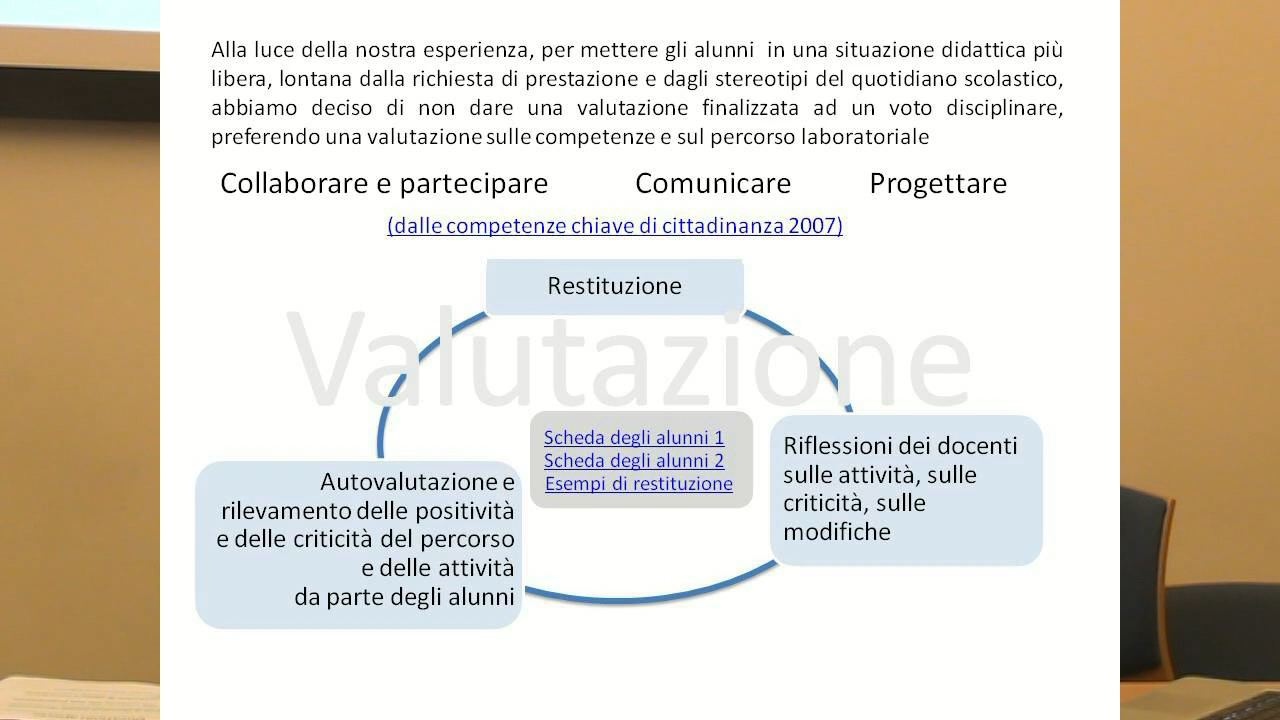 Alla luce della nostra esperienza, per mettere gli alunni in una situazione didattica più
libera, lontana dalla richiesta di prestazione e dagli stereotipi del quotidiano scolastico,
abbiamo deciso di non dare una valutazione finalizzata ad un voto disciplinare,
preferendo una valutazione sulle competenze e sul percorso laboratoriale
Collaborare e partecipare Comunicare Progettare
(dalle competenze chiave di cittadinanza 2007)
Restituzione
Valutazione
Scheda degli alunni 1
Scheda degli alunni 2
Esempi di restituzione
Riflessioni dei docenti
sulle attività, sulle
criticità, sulle
modifiche
Autovalutazione e
rilevamento delle positività
e delle criticità del percorso
e delle attività
da parte degli alunni